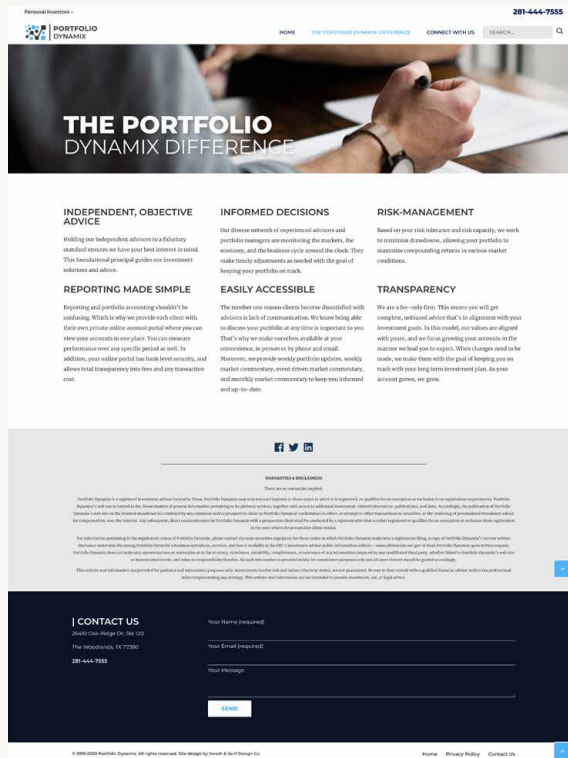 Personal Investors
281-444-7555
PORTFOLIO
DYNAMIX
HOME THE PORTFOLIO DYNAMIX DIFFERENCE CONNECT WITH US SEARCH...
THE PORTFOLIO
DYNAMIX DIFFERENCE
INDEPENDENT, OBJECTIVE
ADVICE
Holding our independent advisors to a fiduciary
standard ensures we have your best interest in mind.
This foundational principal guides our investment
solutions and advice.
INFORMED DECISIONS
Our diverse network of experienced advisors and
portfolio managers are monitoring the markets, the
economy, and the business cycle around the clock. They
make timely adjustments as needed with the goal of
keeping your portfolio on track.
RISK-MANAGEMENT
Based on your risk tolerance and risk capacity, we work
to minimize drawdowns, allowing your portfolio to
maximize compounding returns in various market
conditions.
REPORTING MADE SIMPLE
Reporting and portfolio accounting shouldn't be
confusing. Which is why we provide each client with
their own private online account portal where you can
view your accounts in one place. You can measure
performance over any specific period as well. In
addition, your online portal has bank level security, and
allows total transparency into fees and any transaction
cost.
EASILY ACCESSIBLE
The number one reason clients become dissatisfied with
advisors is lack of communication. We know being able
to discuss your portfolio at any time is important to you.
That's why we make ourselves available at your
convenience, in person or by phone and email.
Moreover, we provide weekly portfolio updates, weekly
market commentary, event driven market commentary,
and monthly market commentary to keep you informed
and up-to-date.
TRANSPARENCY
We are a fee-only firm. This means you will get
complete, unbiased advice that's in alignment with your
investment goals. In this model, our values are aligned
with yours, and we focus growing your accounts in the
manner we lead you to expect. When changes need to be
made, we make them with the goal of keeping you on
track with your long term investment plan. As your
account grows, we grow.
WARRANTIES & DISCLAIMERS
There are no warranties implied.
| CONTACT US
26410 Oak Ridge Dr, Ste 120
The Woodlands, TX 77380
281-444-7555
Your Name (required)
Your Email (required)
Your Message
SEND
© 2019-2020 Portfolio Dynamix. All rights reserved. Site design by Swash & Serif Design Co.
Home Privacy Policy Contact Us